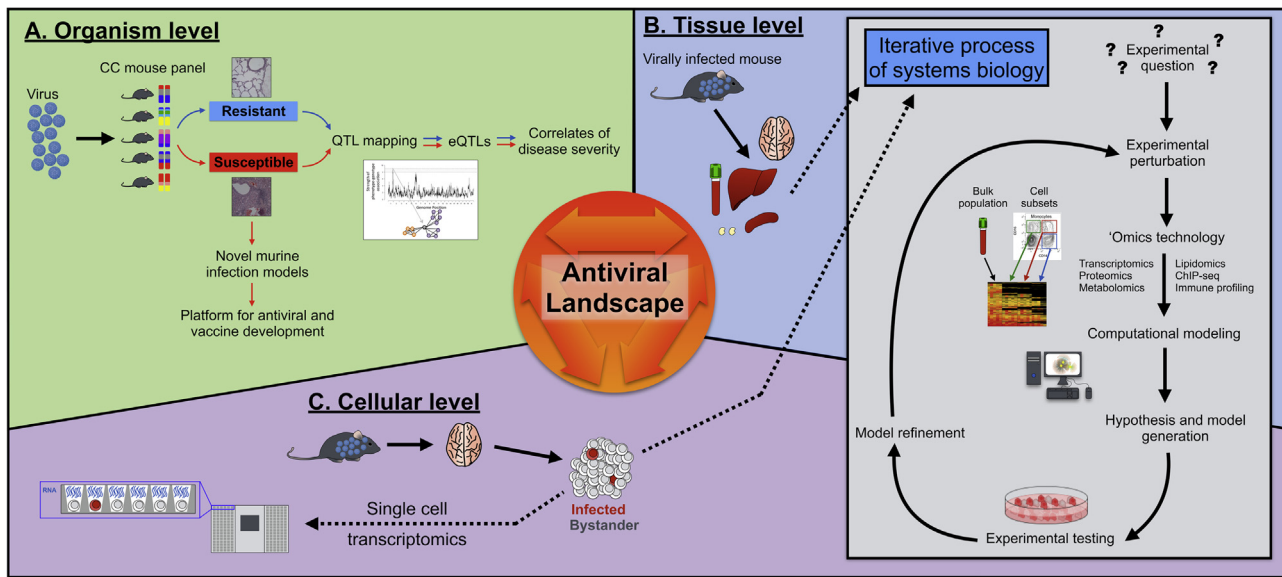 A. Organism level
CC mouse panel
Virus
Resistant
Susceptible
QTL mapping
eQTLs
Correlates of
disease severity
Genome Position
Novel murine
infection models
Platform for antiviral and
vaccine development
B. Tissue level
Virally infected mouse
Antiviral
Landscape
C. Cellular level
RNA
Single cell
transcriptomics
Infected
Bystander
Iterative process
of systems biology
?
?
?
?
?
Experimental
question
Experimental
perturbation
Bulk
population
Cell
subsets
Monocytes
'Omics technology
Transcriptomics
Proteomics
Metabolomics
Lipidomics
ChIP-seq
Immune profiling
Computational modeling
Hypothesis and model
generation
Model refinement
Experimental testing